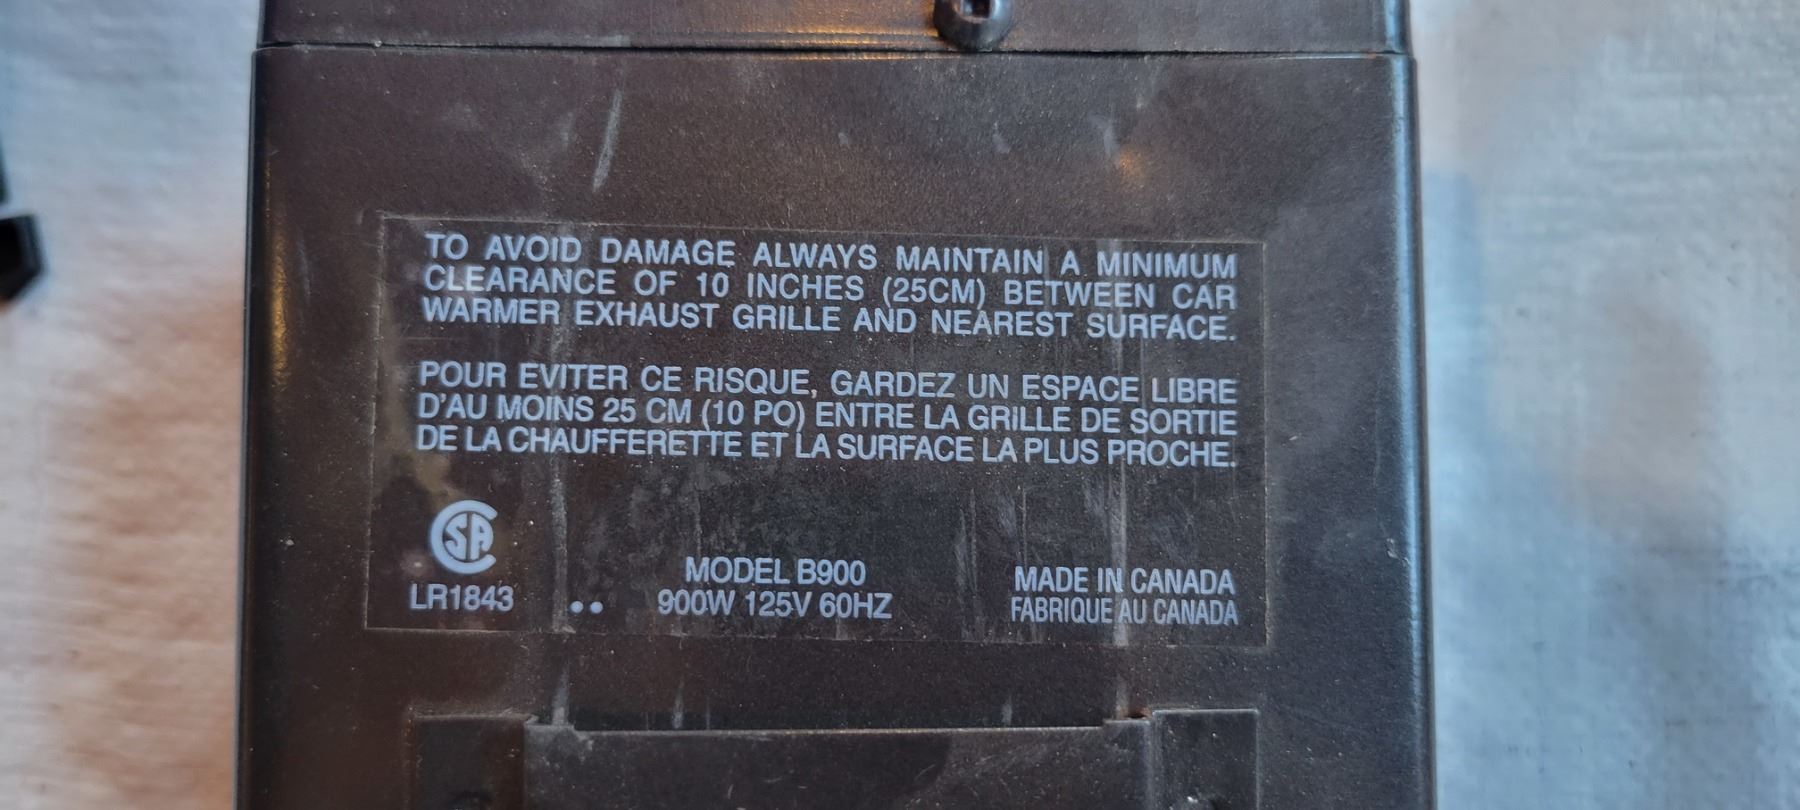 TO AVOID DAMAGE ALWAYS MAINTAIN A MINIMUM
CLEARANCE OF 10 INCHES (25CM) BETWEEN CAR
WARMER EXHAUST GRILLE AND NEAREST SURFACE.
POUR EVITER CE RISQUE, GARDEZ UN ESPACE LIBRE
D'AU MOINS 25 CM (10 PO) ENTRE LA GRILLE DE SORTIE
DE LA CHAUFFERETTE ET LA SURFACE LA PLUS PROCHE.
CSA
LR1843
MODEL B900
900W 125V 60HZ
MADE IN CANADA
FABRIQUE AU CANADA